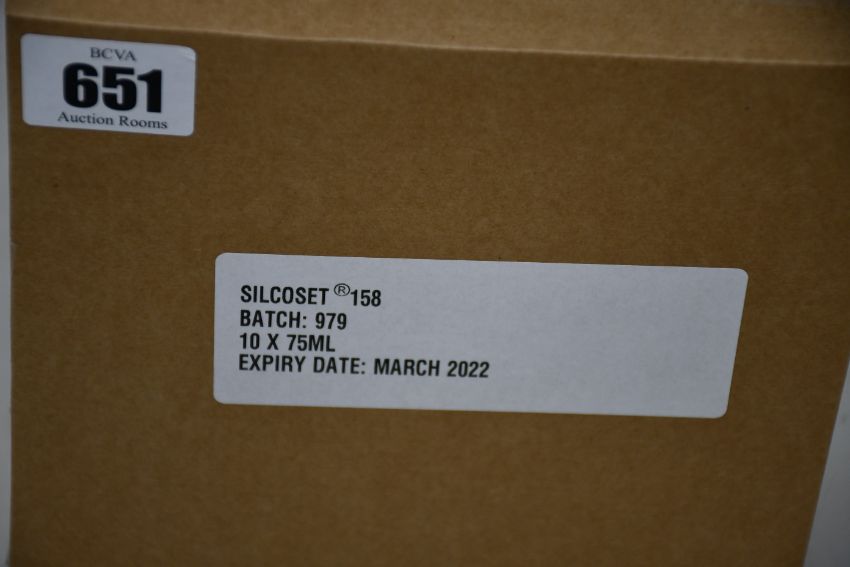 BCVA
651
Auction Rooms
SILCOSET ®158
BATCH: 979
10 X 75ML
EXPIRY DATE: MARCH 2022